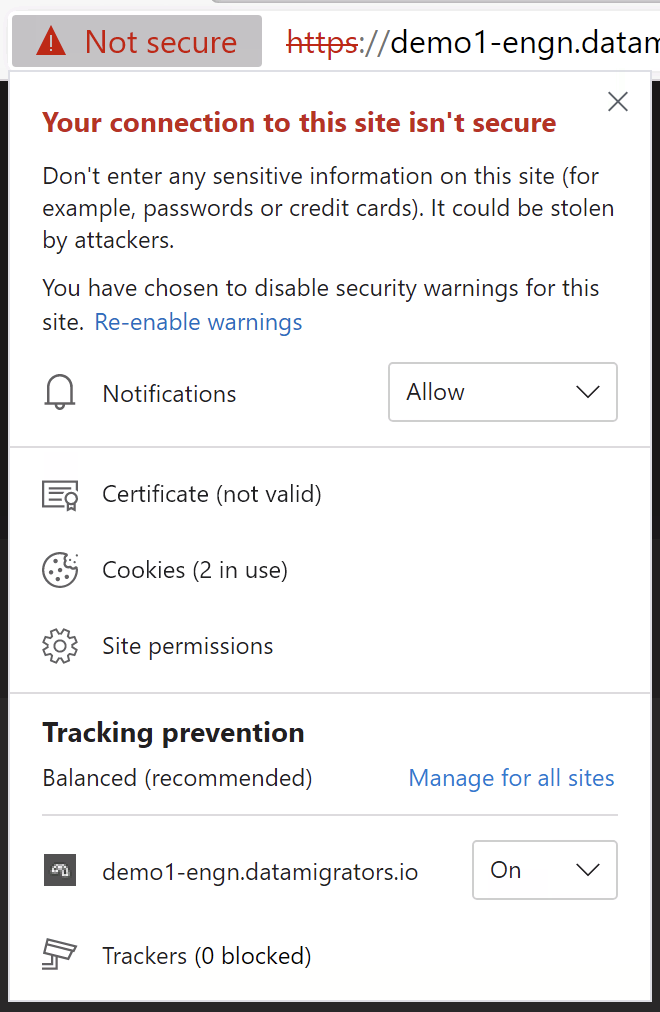 Not secure https://demo1-engn.datam
Your connection to this site isn't secure
Don't enter any sensitive information on this site (for
example, passwords or credit cards). It could be stolen
by attackers.
You have chosen to disable security warnings for this
site. Re-enable warnings
Notifications Allow
Certificate (not valid)
Cookies (2 in use)
Site permissions
Tracking prevention
Balanced (recommended) Manage for all sites
demo1-engn.datamigrators.io On
Trackers (0 blocked)